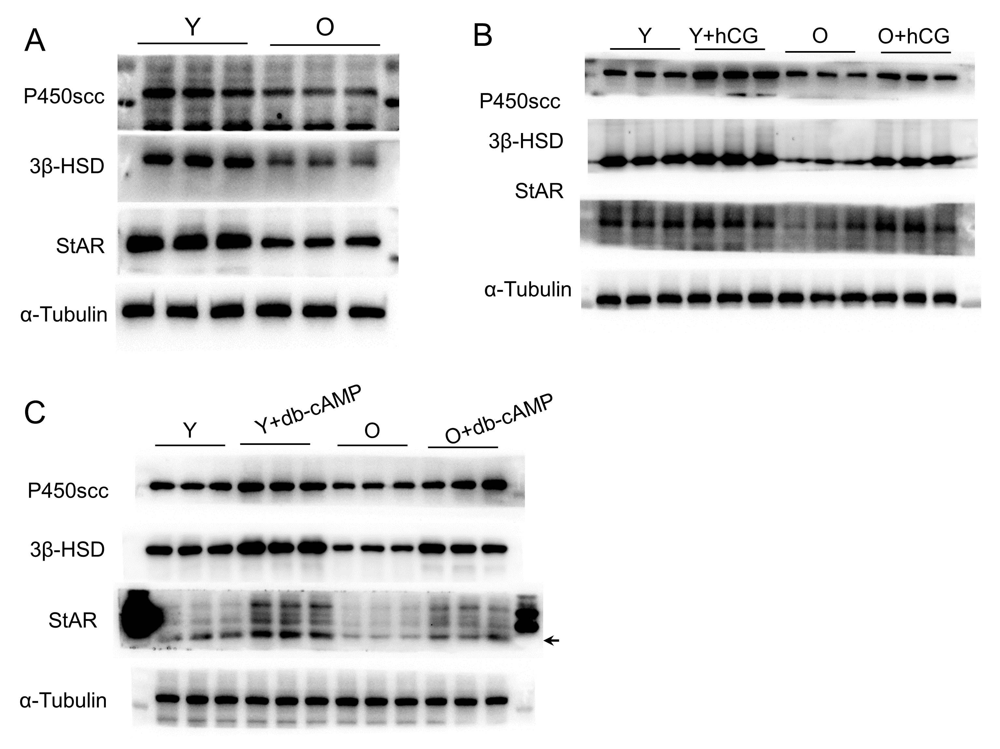 A
Y O
P450scc
3β-HSD
StAR
α-Tubulin
B
Y Y+hCG O O+hCG
P450scc
3β-HSD
StAR
α-Tubulin
C
Y Y+db-cAMP O O+db-cAMP
P450scc
3β-HSD
StAR
α-Tubulin